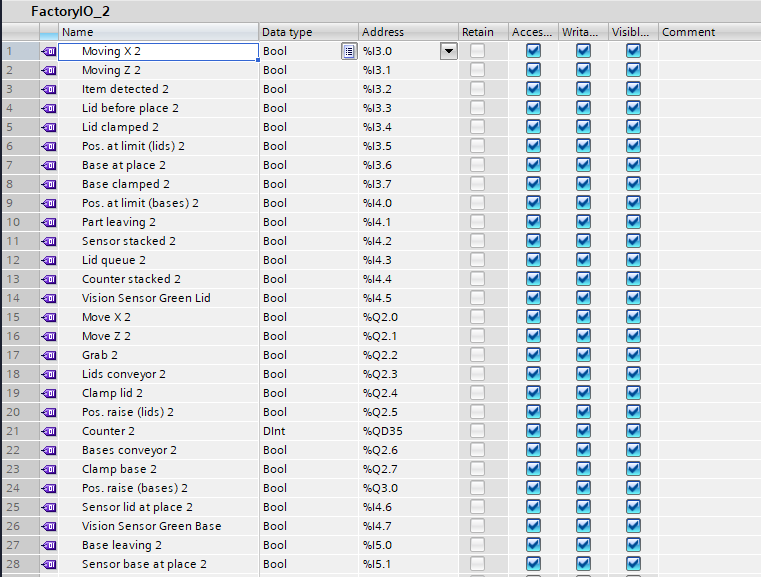 FactoryIO_2
Name Data type Address Retain Acces... Writa... Visibl... Comment
1 Moving X 2 Bool %I3.0
2 Moving Z 2 Bool %I3.1
3 Item detected 2 Bool %I3.2
4 Lid before place 2 Bool %I3.3
5 Lid clamped 2 Bool %I3.4
6 Pos. at limit (lids) 2 Bool %I3.5
7 Base at place 2 Bool %I3.6
8 Base clamped 2 Bool %I3.7
9 Pos. at limit (bases) 2 Bool %I4.0
10 Part leaving 2 Bool %I4.1
11 Sensor stacked 2 Bool %I4.2
12 Lid queue 2 Bool %I4.3
13 Counter stacked 2 Bool %I4.4
14 Vision Sensor Green Lid Bool %I4.5
15 Move X 2 Bool %Q2.0
16 Move Z 2 Bool %Q2.1
17 Grab 2 Bool %Q2.2
18 Lids conveyor 2 Bool %Q2.3
19 Clamp lid 2 Bool %Q2.4
20 Pos. raise (lids) 2 Bool %Q2.5
21 Counter 2 DInt %QD35
22 Bases conveyor 2 Bool %Q2.6
23 Clamp base 2 Bool %Q2.7
24 Pos. raise (bases) 2 Bool %Q3.0
25 Sensor lid at place 2 Bool %I4.6
26 Vision Sensor Green Base Bool %I4.7
27 Base leaving 2 Bool %I5.0
28 Sensor base at place 2 Bool %I5.1